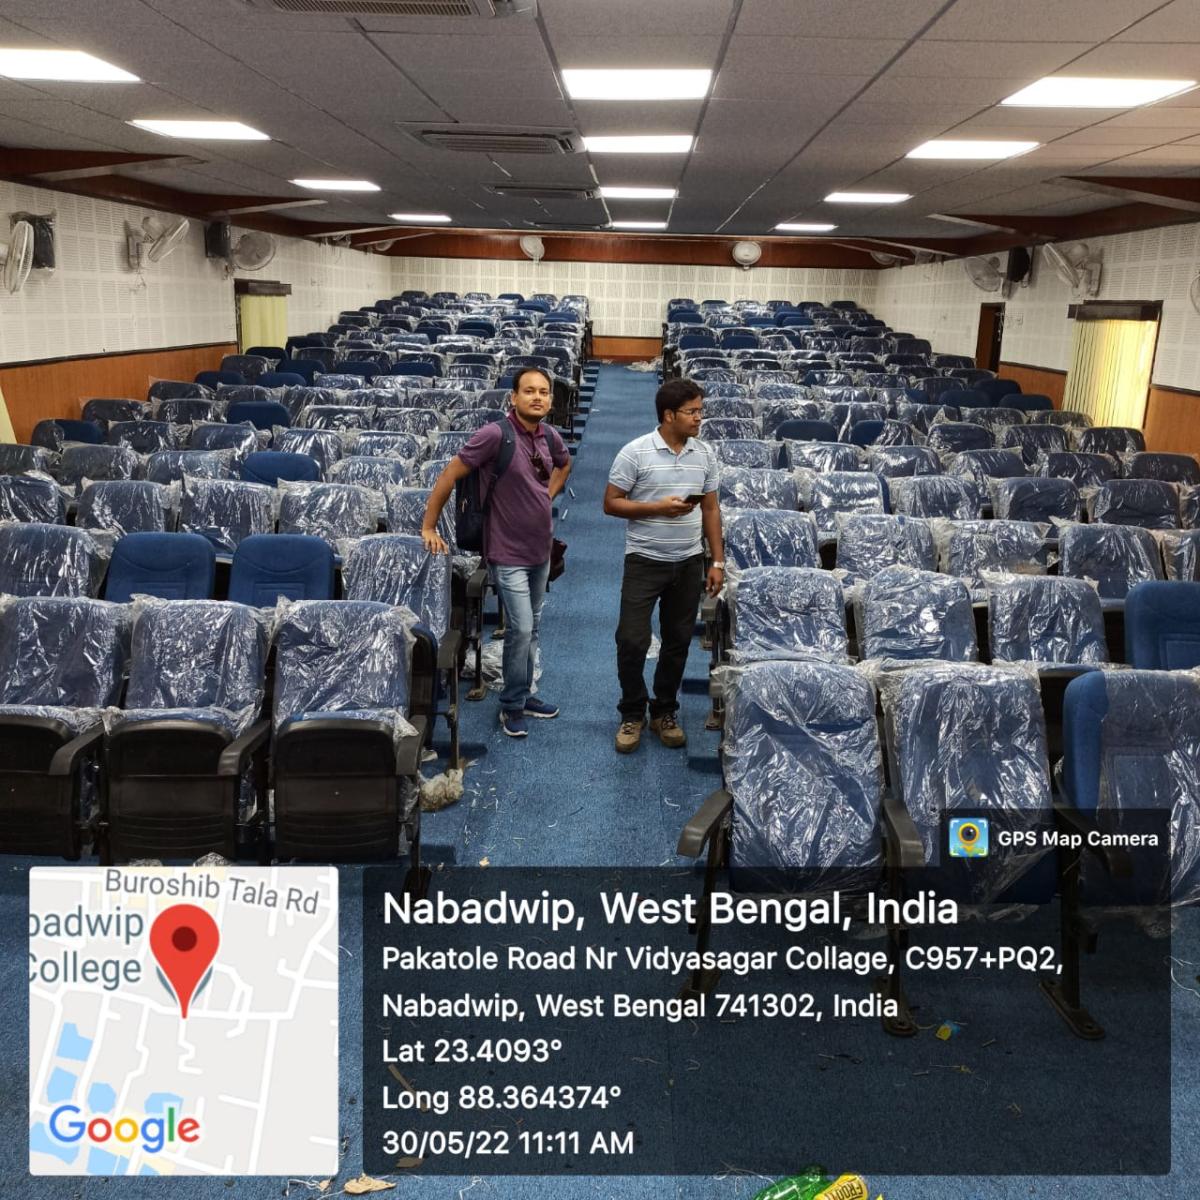 GPS Map Camera
Buroshib Tala Rd
badwip
College
Google
Nabadwip, West Bengal, India
Pakatole Road Nr Vidyasagar Collage, C957+PQ2,
Nabadwip, West Bengal 741302, India
Lat 23.4093°
Long 88.364374°
30/05/22 11:11 AM